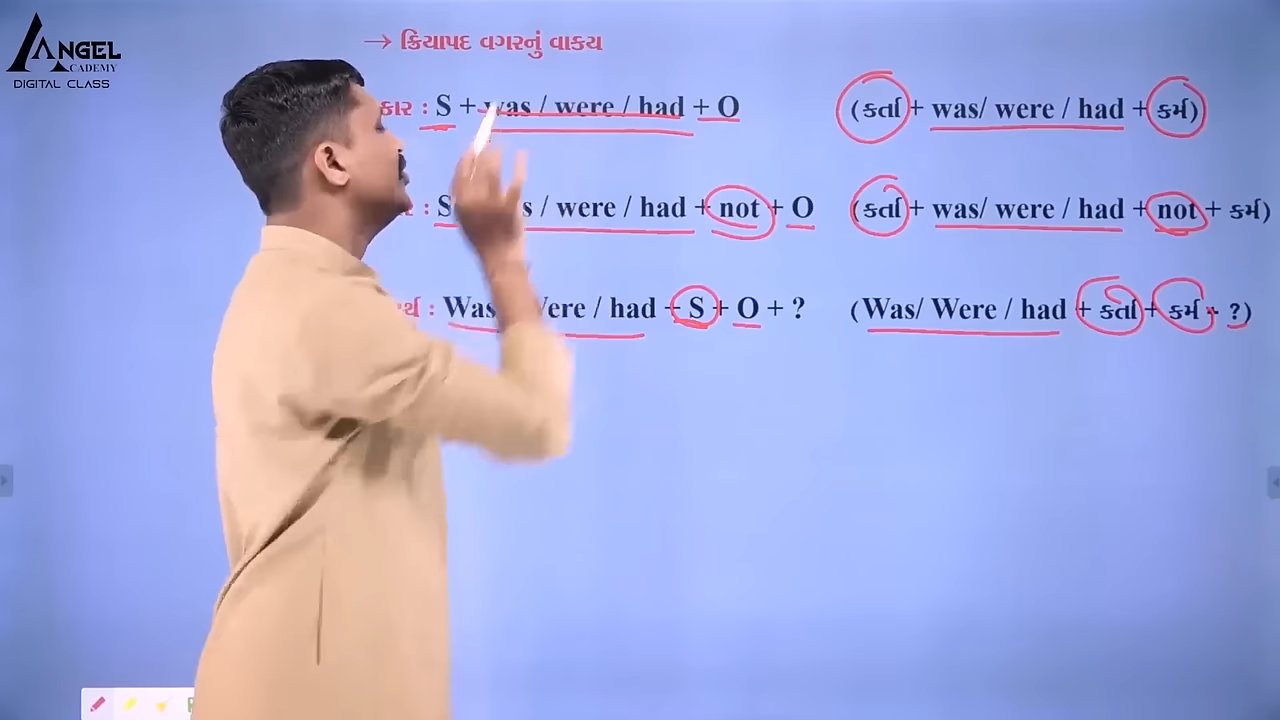 ANGEL
ACADEMY
DIGITAL CLASS
→ ક્રિયાપદ વગરનું વાક્ય
કાર : S + was / were / had + O (કર્તા + was/ were / had + કર્મ)
: S / were / had + not + O (કર્તા + was/ were / had + not + કર્મ)
: Was / Were / had + S + O + ? (Was/ Were / had + કર્તા + કર્મ + ?)